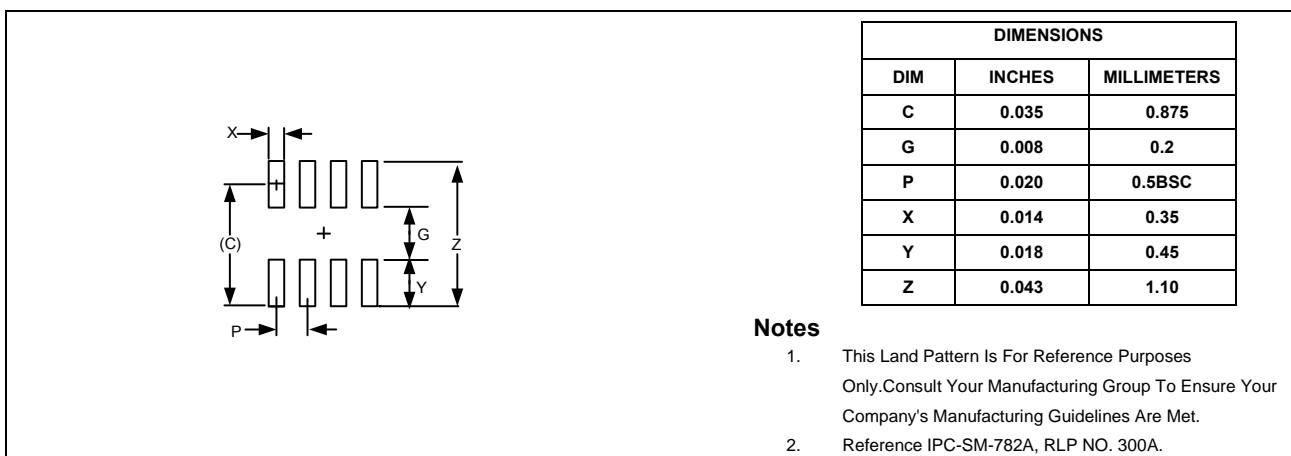 X
(C)
G
Z
Y
P
DIMENSIONS
DIM INCHES MILLIMETERS
C 0.035 0.875
G 0.008 0.2
P 0.020 0.5BSC
X 0.014 0.35
Y 0.018 0.45
Z 0.043 1.10
Notes
1. This Land Pattern Is For Reference Purposes
Only.Consult Your Manufacturing Group To Ensure Your
Company's Manufacturing Guidelines Are Met.
2. Reference IPC-SM-782A, RLP NO. 300A.